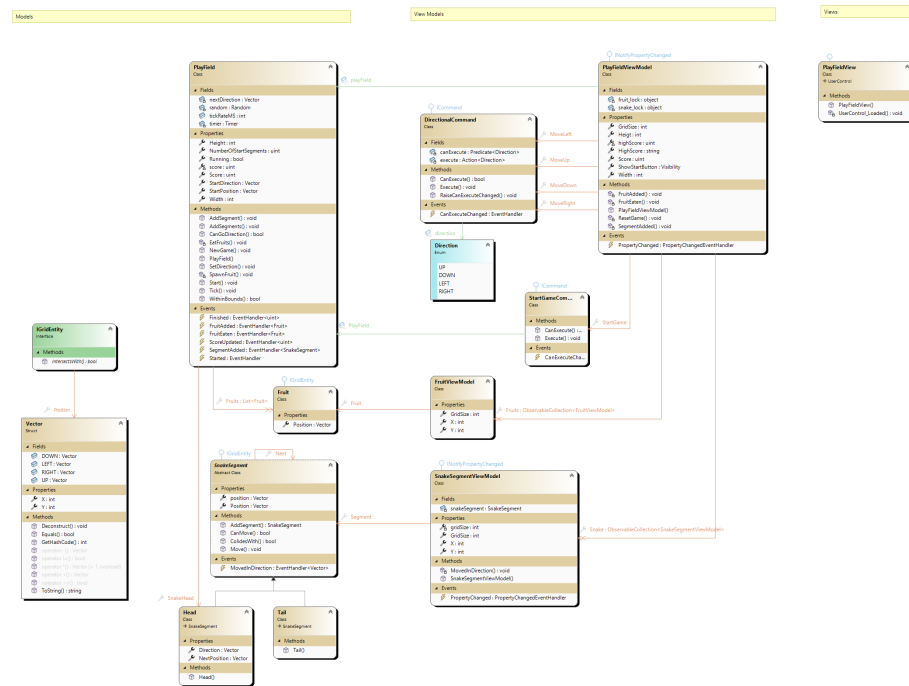 Models
View Models
Views
PlayField
Class
Fields
nextDirection : Vector
random : Random
tickRateMS : int
timer : Timer
Properties
Height : int
NumberOfStartSegments : uint
Running : bool
score : uint
Score : uint
StartDirection : Vector
StartPosition : Vector
Width : int
Methods
AddSegment() : void
AddSegments() : void
CanGoDirection() : bool
EatFruits() : void
NewGame() : void
PlayField()
SetDirection() : void
SpawnFruit() : void
Start() : void
Tick() : void
WithinBounds() : bool
Events
Finished : EventHandler<uint>
FruitAdded : EventHandler<Fruit>
FruitEaten : EventHandler<Fruit>
ScoreUpdated : EventHandler<uint>
SegmentAdded : EventHandler<SnakeSegment>
Started : EventHandler
playField
INotifyPropertyChanged
PlayFieldViewModel
Class
Fields
fruit_lock : object
snake_lock : object
Properties
GridSize : int
Heigt : int
highScore : uint
HighScore : string
Score : uint
ShowStartButton : Visibility
Width : int
Methods
FruitAdded() : void
FruitEaten() : void
PlayFieldViewModel()
ResetGame() : void
SegmentAdded() : void
Events
PropertyChanged : PropertyChangedEventHandler
PlayFieldView
Class
UserControl
Methods
PlayFieldView()
UserControl_Loaded() : void
ICommand
DirectionalCommand
Class
Fields
canExecute : Predicate<Direction>
execute : Action<Direction>
Methods
CanExecute() : bool
Execute() : void
RaiseCanExecuteChanged() : void
Events
CanExecuteChanged : EventHandler
MoveLeft
MoveUp
MoveDown
MoveRight
direction
Direction
Enum
UP
DOWN
LEFT
RIGHT
ICommand
StartGameCom...
Class
Methods
CanExecute() : ...
Execute() : void
Events
CanExecuteCha...
StartGame
PlayField
IGridEntity
Interface
Methods
IntersectsWith() : bool
Position
Vector
Struct
Fields
DOWN : Vector
LEFT : Vector
RIGHT : Vector
UP : Vector
Properties
X : int
Y : int
Methods
Deconstruct() : void
Equals() : bool
GetHashCode() : int
ToString() : string
Fruits : List<Fruit>
IGridEntity
Fruit
Class
Properties
Position : Vector
Fruit
FruitViewModel
Class
Properties
GridSize : int
X : int
Y : int
Fruits : ObservableCollection<FruitViewModel>
IGridEntity
Next
SnakeSegment
Abstract Class
Properties
position : Vector
Position : Vector
Methods
AddSegment() : SnakeSegment
CanMove() : bool
ColidesWith() : bool
Move() : void
Events
MovedInDirection : EventHandler<Vector>
Segment
INotifyPropertyChanged
SnakeSegmentViewModel
Class
Fields
snakeSegment : SnakeSegment
Properties
gridSize : int
GridSize : int
X : int
Y : int
Methods
MovedInDirection() : void
SnakeSegmentViewModel()
Events
PropertyChanged : PropertyChangedEventHandler
Snake : ObservableCollection<SnakeSegmentViewModel>
SnakeHead
Head
Class
SnakeSegment
Properties
Direction : Vector
NextPosition : Vector
Methods
Head()
Tail
Class
SnakeSegment
Methods
Tail()